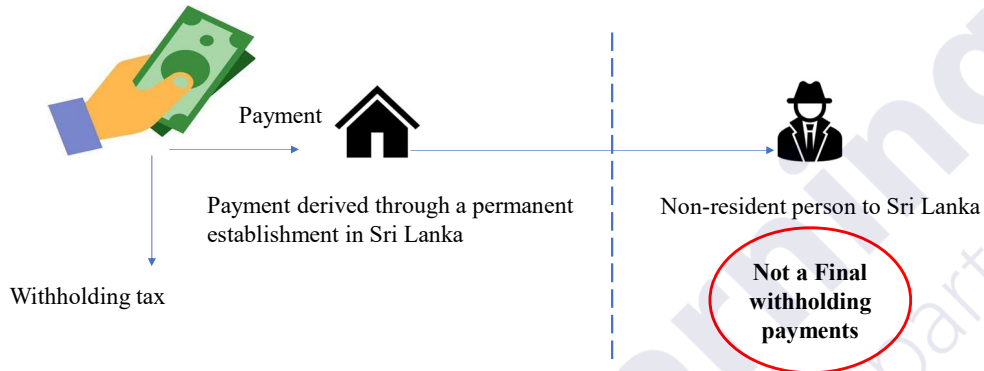 Payment
Payment derived through a permanent
establishment in Sri Lanka
Non-resident person to Sri Lanka
Withholding tax
Not a Final
withholding
payments